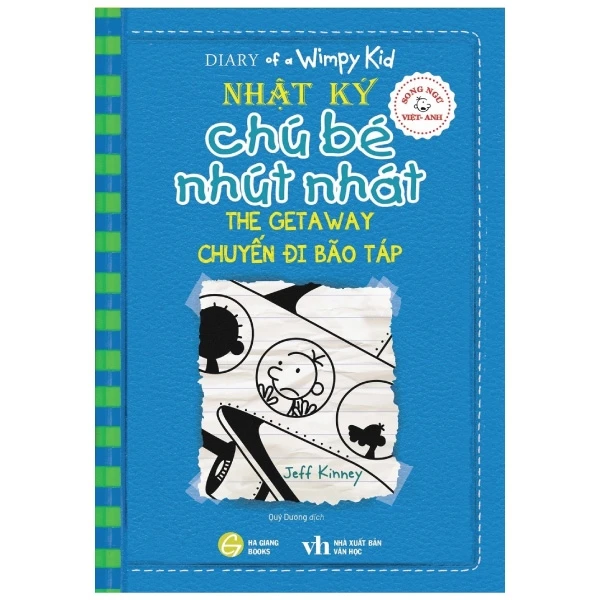 DIARY of a Wimpy Kid
NHẬT KÝ
SONG NGỮ
VIỆT- ANH
chú bé
nhút nhát
THE GETAWAY
CHUYẾN ĐI BÃO TÁP
Jeff Kinney
Quý Dương dịch
HA GIANG
BOOKS
vh
NHÀ XUẤT BẢN
VĂN HỌC